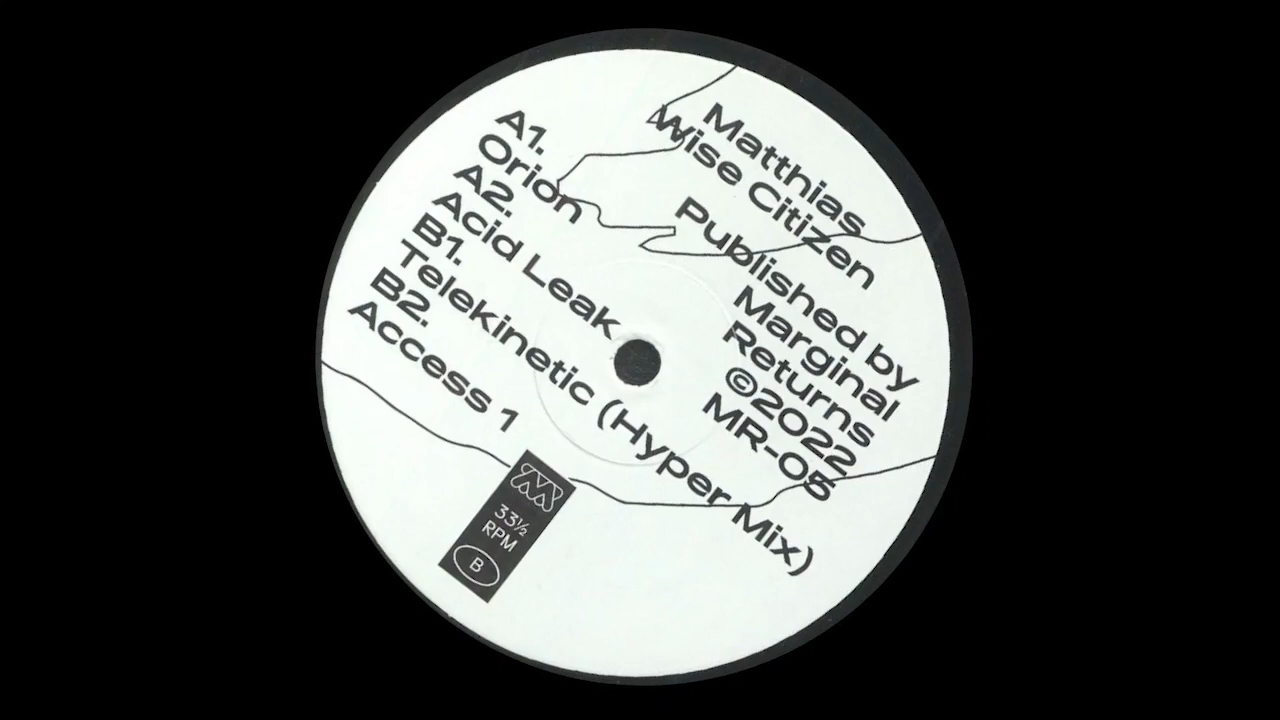 Matthias
Wise Citizen
Published by
Marginal
Returns
©2022
MR-05
A1.
Orion
A2.
Acid Leak
B1.
Telekinetic (Hyper Mix)
B2.
Access 1
33½
RPM
B